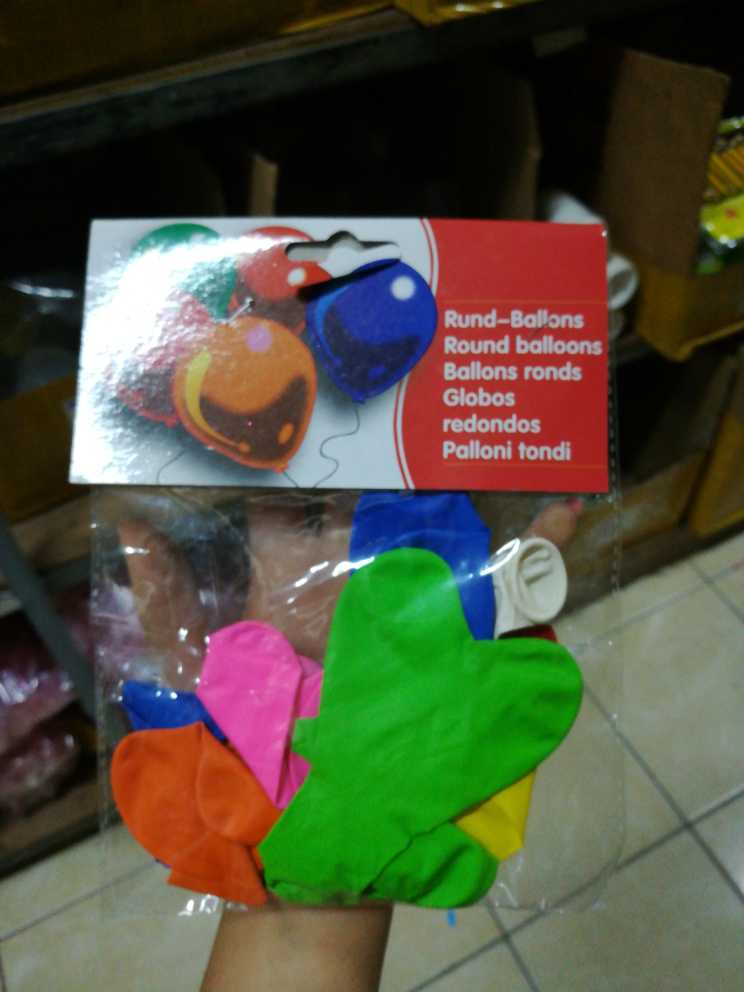 Rund-Ballons
Round balloons
Ballons ronds
Globos
redondos
Palloni tondi